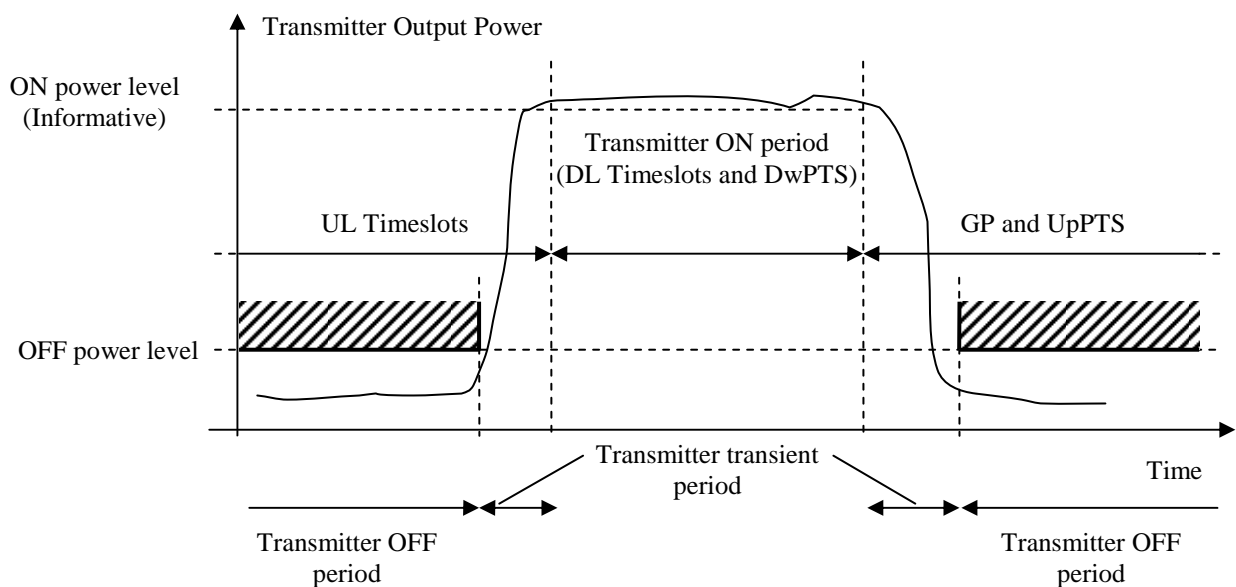 Transmitter Output Power
ON power level
(Informative)
Transmitter ON period
(DL Timeslots and DwPTS)
UL Timeslots
GP and UpPTS
OFF power level
Transmitter transient
period
Time
Transmitter OFF
period
Transmitter OFF
period